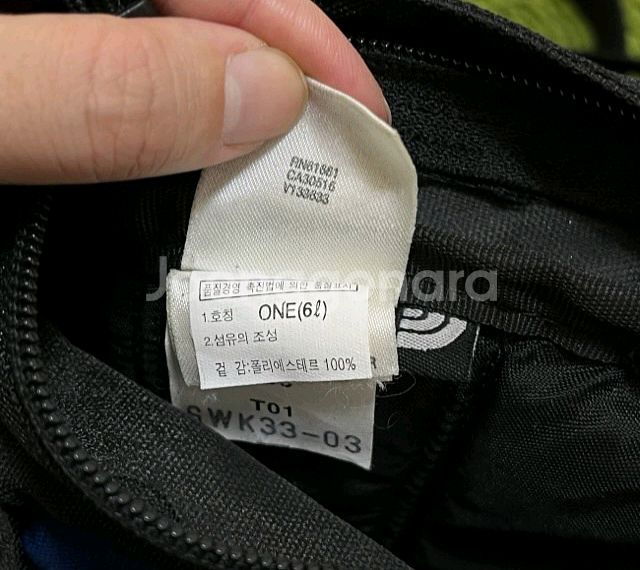 RN61661
CA30516
V133633
품질경영 촉진법에 의한 품질표시
Joonggonara
1.호칭 ONE(6ℓ)
2.섬유의 조성
겉 감:폴리에스테르 100%
R
T01
SWK33-03